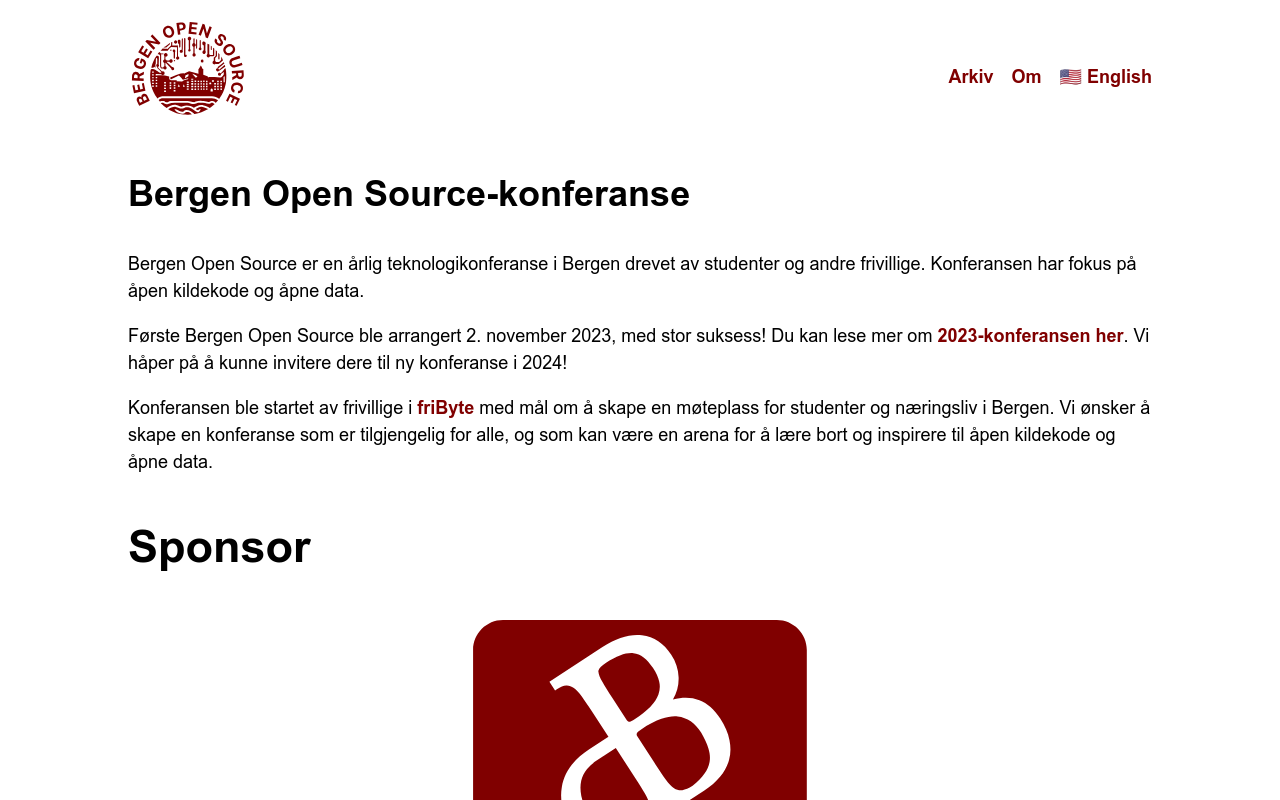 BERGEN OPEN SOURCE
Arkiv Om 🇺🇸 English
Bergen Open Source-konferanse
Bergen Open Source er en årlig teknologikonferanse i Bergen drevet av studenter og andre frivillige. Konferansen har fokus på
åpen kildekode og åpne data.
Første Bergen Open Source ble arrangert 2. november 2023, med stor suksess! Du kan lese mer om 2023-konferansen her. Vi
håper på å kunne invitere dere til ny konferanse i 2024!
Konferansen ble startet av frivillige i friByte med mål om å skape en møteplass for studenter og næringsliv i Bergen. Vi ønsker å
skape en konferanse som er tilgjengelig for alle, og som kan være en arena for å lære bort og inspirere til åpen kildekode og
åpne data.
Sponsor